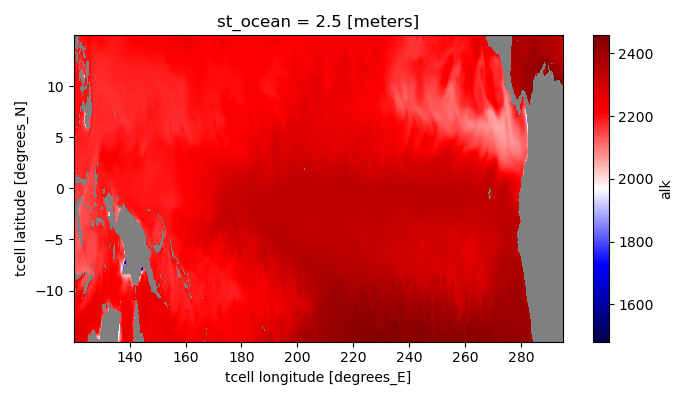 st_ocean = 2.5 [meters]
10
5
0
−5
−10
tcell latitude [degrees_N]
140 160 180 200 220 240 260 280
tcell longitude [degrees_E]
2400
2200
2000
1800
1600
alk